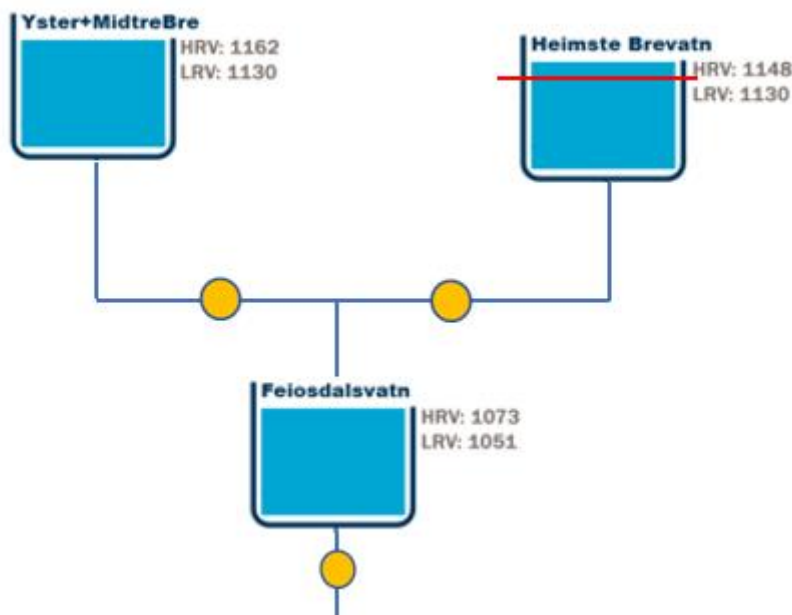 Yster+MidtreBre
HRV: 1162
LRV: 1130
Heimste Brevatn
HRV: 1148
LRV: 1130
Feiosdalsvatn
HRV: 1073
LRV: 1051